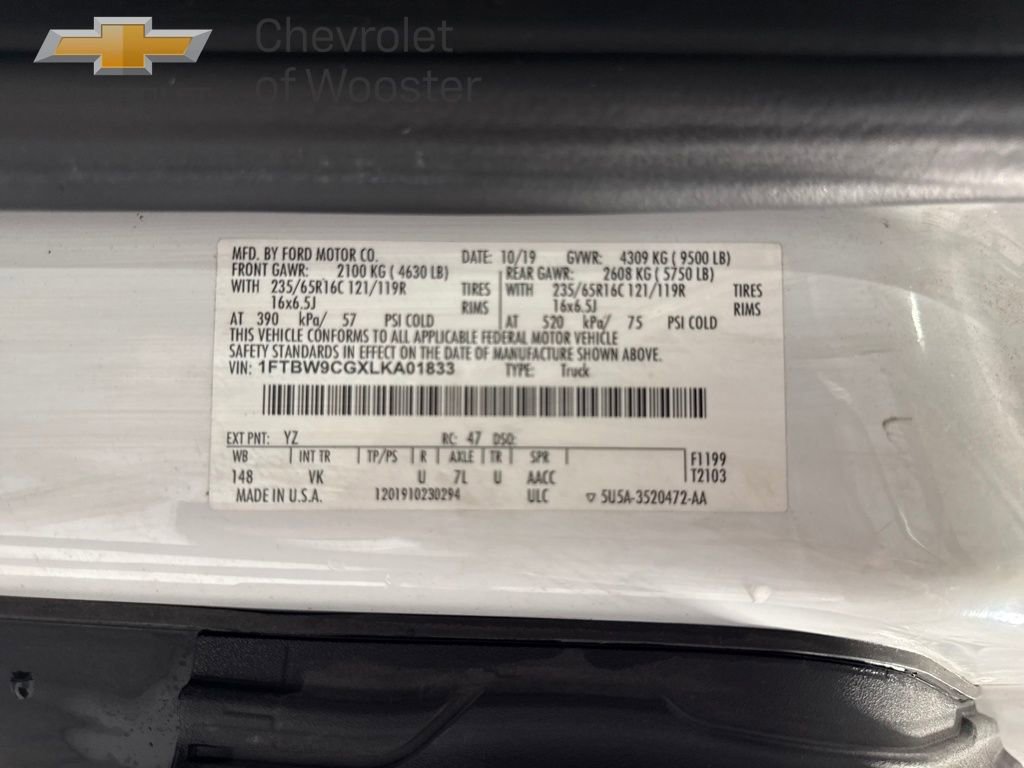 Chevrolet
of Wooster
MFD. BY FORD MOTOR CO. DATE: 10/19 GVWR: 4309 KG ( 9500 LB)
FRONT GAWR: 2100 KG ( 4630 LB) REAR GAWR: 2608 KG ( 5750 LB)
WITH 235/65R16C 121/119R TIRES WITH 235/65R16C 121/119R TIRES
16x6.5J RIMS 16x6.5J RIMS
AT 390 kPa/ 57 PSI COLD AT 520 kPa/ 75 PSI COLD
THIS VEHICLE CONFORMS TO ALL APPLICABLE FEDERAL MOTOR VEHICLE
SAFETY STANDARDS IN EFFECT ON THE DATE OF MANUFACTURE SHOWN ABOVE.
VIN: 1FTBW9CGXLKA01833 TYPE: Truck
EXT PNT: YZ RC: 47 DSO:
WB INT TR TP/PS R AXLE TR SPR F1199
148 VK U 7L U AACC T2103
MADE IN U.S.A. 1201910230294 ULC ▽ 5U5A-3520472-AA